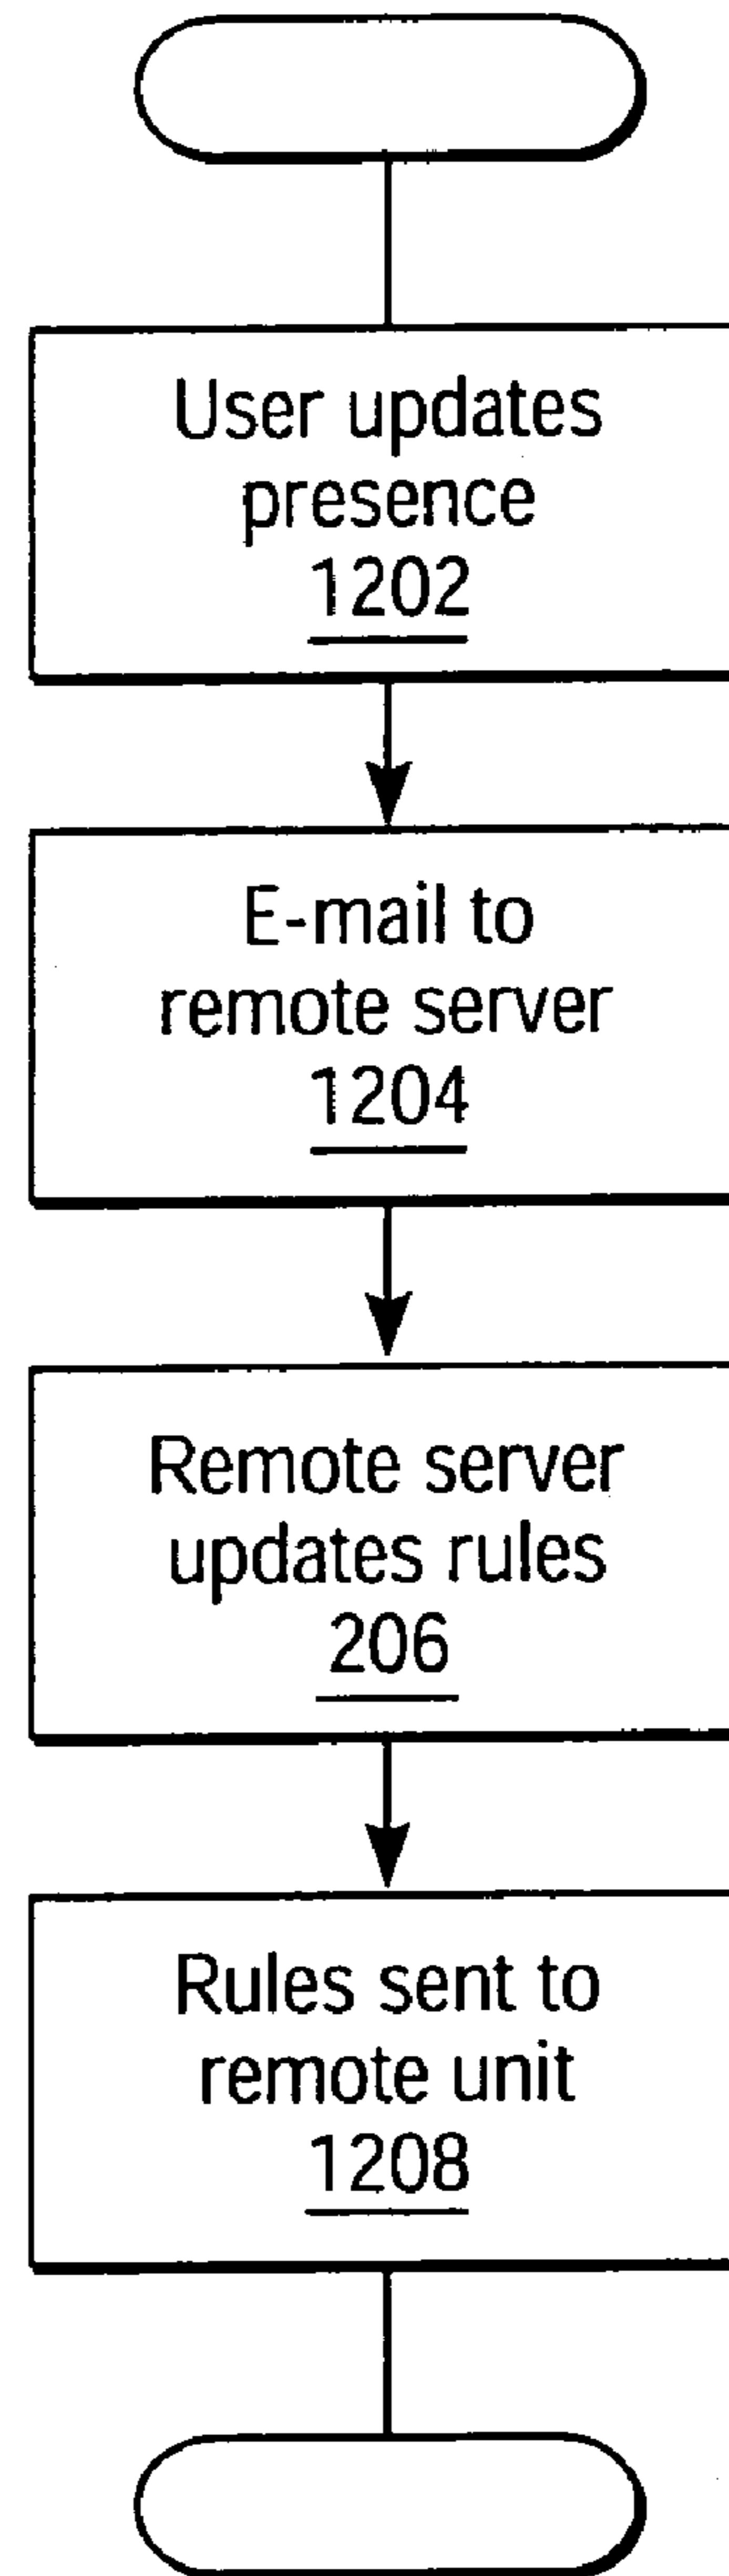 User updates
presence
1202
E-mail to
remote server
1204
Remote server
updates rules
206
Rules sent to
remote unit
1208